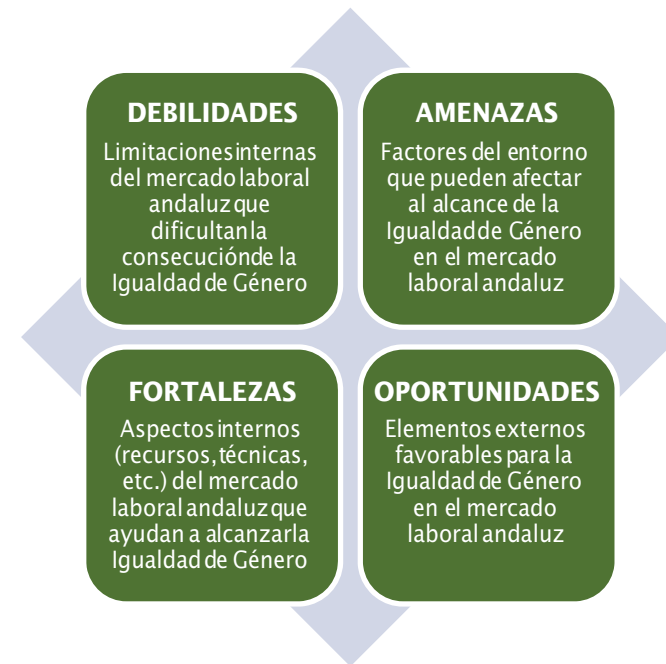 DEBILIDADES
Limitaciones internas
del mercado laboral
andaluz que
dificultan la
consecución de la
Igualdad de Género
AMENAZAS
Factores del entorno
que pueden afectar
al alcance de la
Igualdad de Género
en el mercado
laboral andaluz
FORTALEZAS
Aspectos internos
(recursos, técnicas,
etc.) del mercado
laboral andaluz que
ayudan a alcanzar la
Igualdad de Género
OPORTUNIDADES
Elementos externos
favorables para la
Igualdad de Género
en el mercado
laboral andaluz